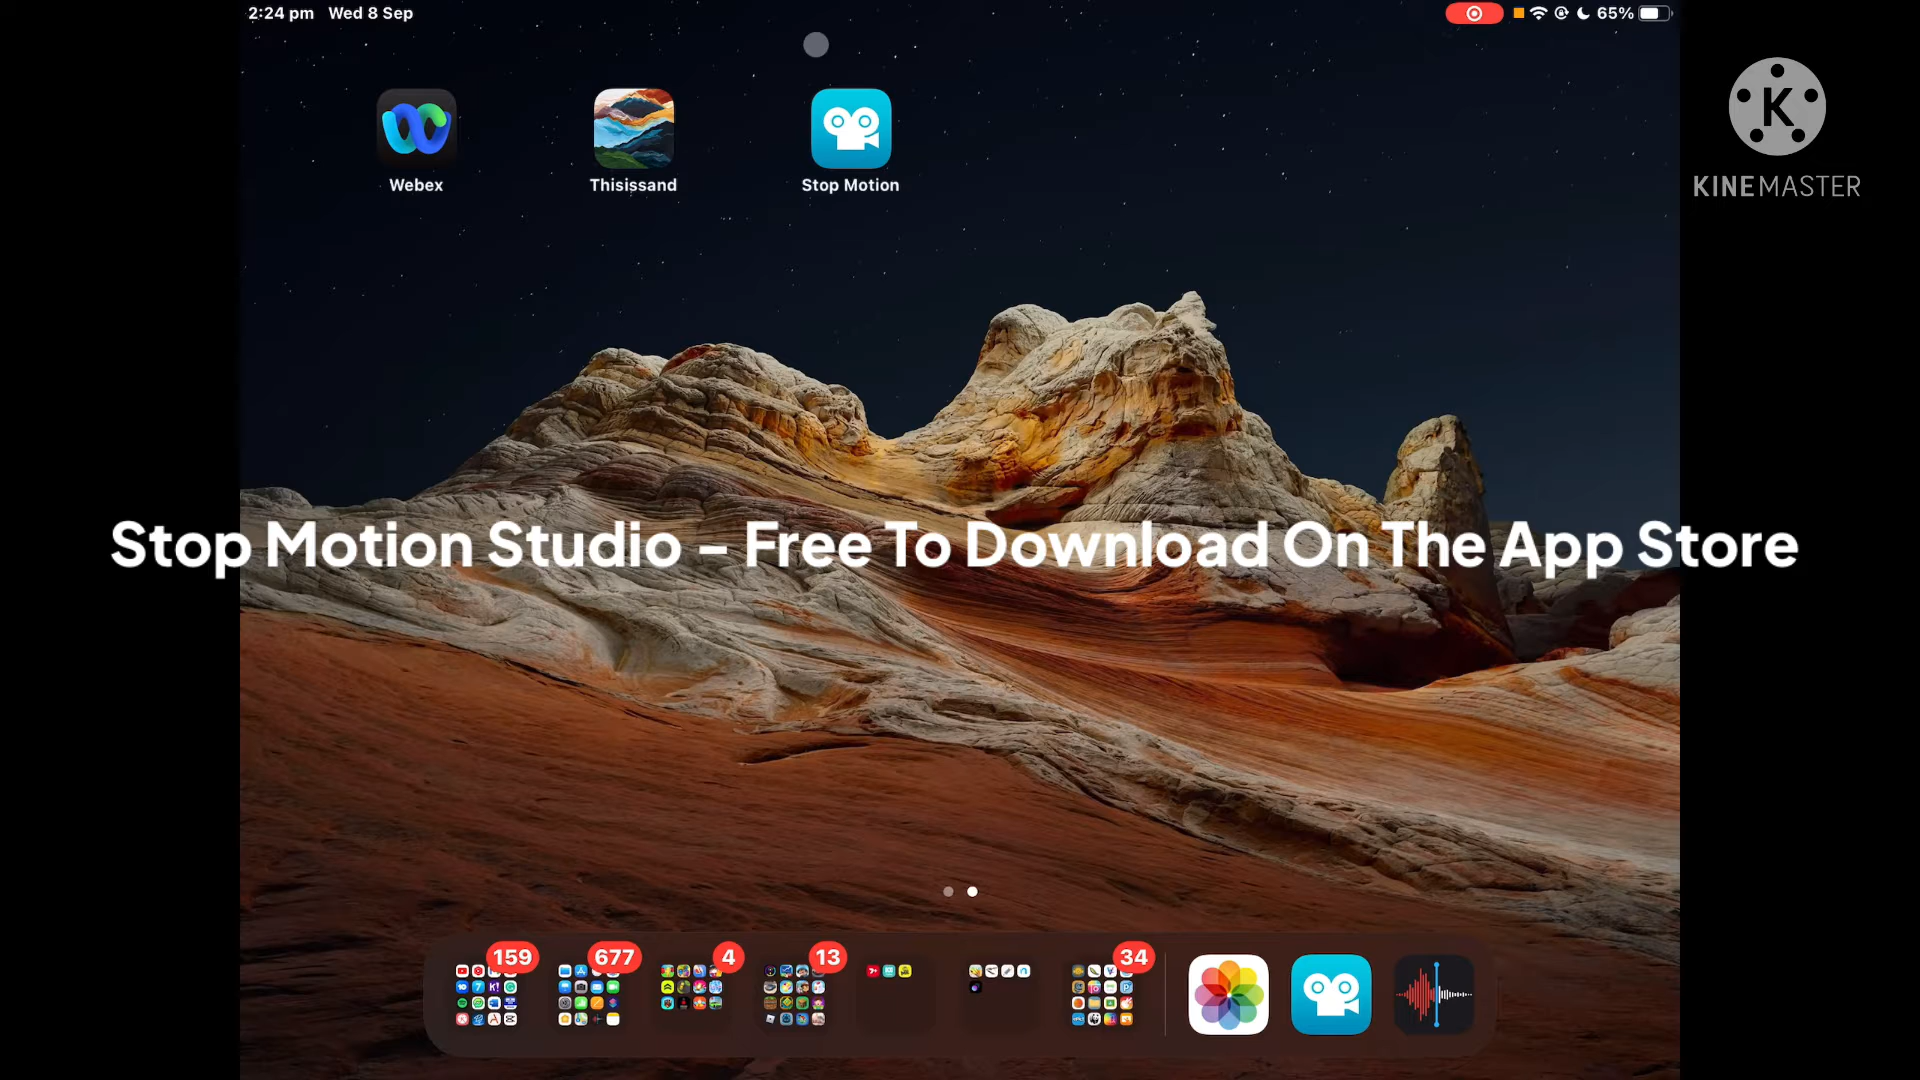 2:24 pm Wed 8 Sep
65%
K
KINEMASTER
Webex
Thisissand
Stop Motion
Stop Motion Studio – Free To Download On The App Store
159
677
4
13
34